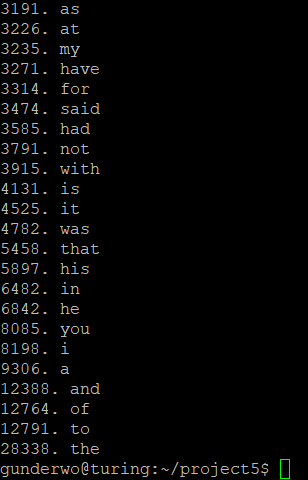 3191. as
3226. at
3235. my
3271. have
3314. for
3474. said
3585. had
3791. not
3915. with
4131. is
4525. it
4782. was
5458. that
5897. his
6482. in
6842. he
8085. you
8198. i
9306. a
12388. and
12764. of
12791. to
28338. the
gunderwo@turing:~/project5$